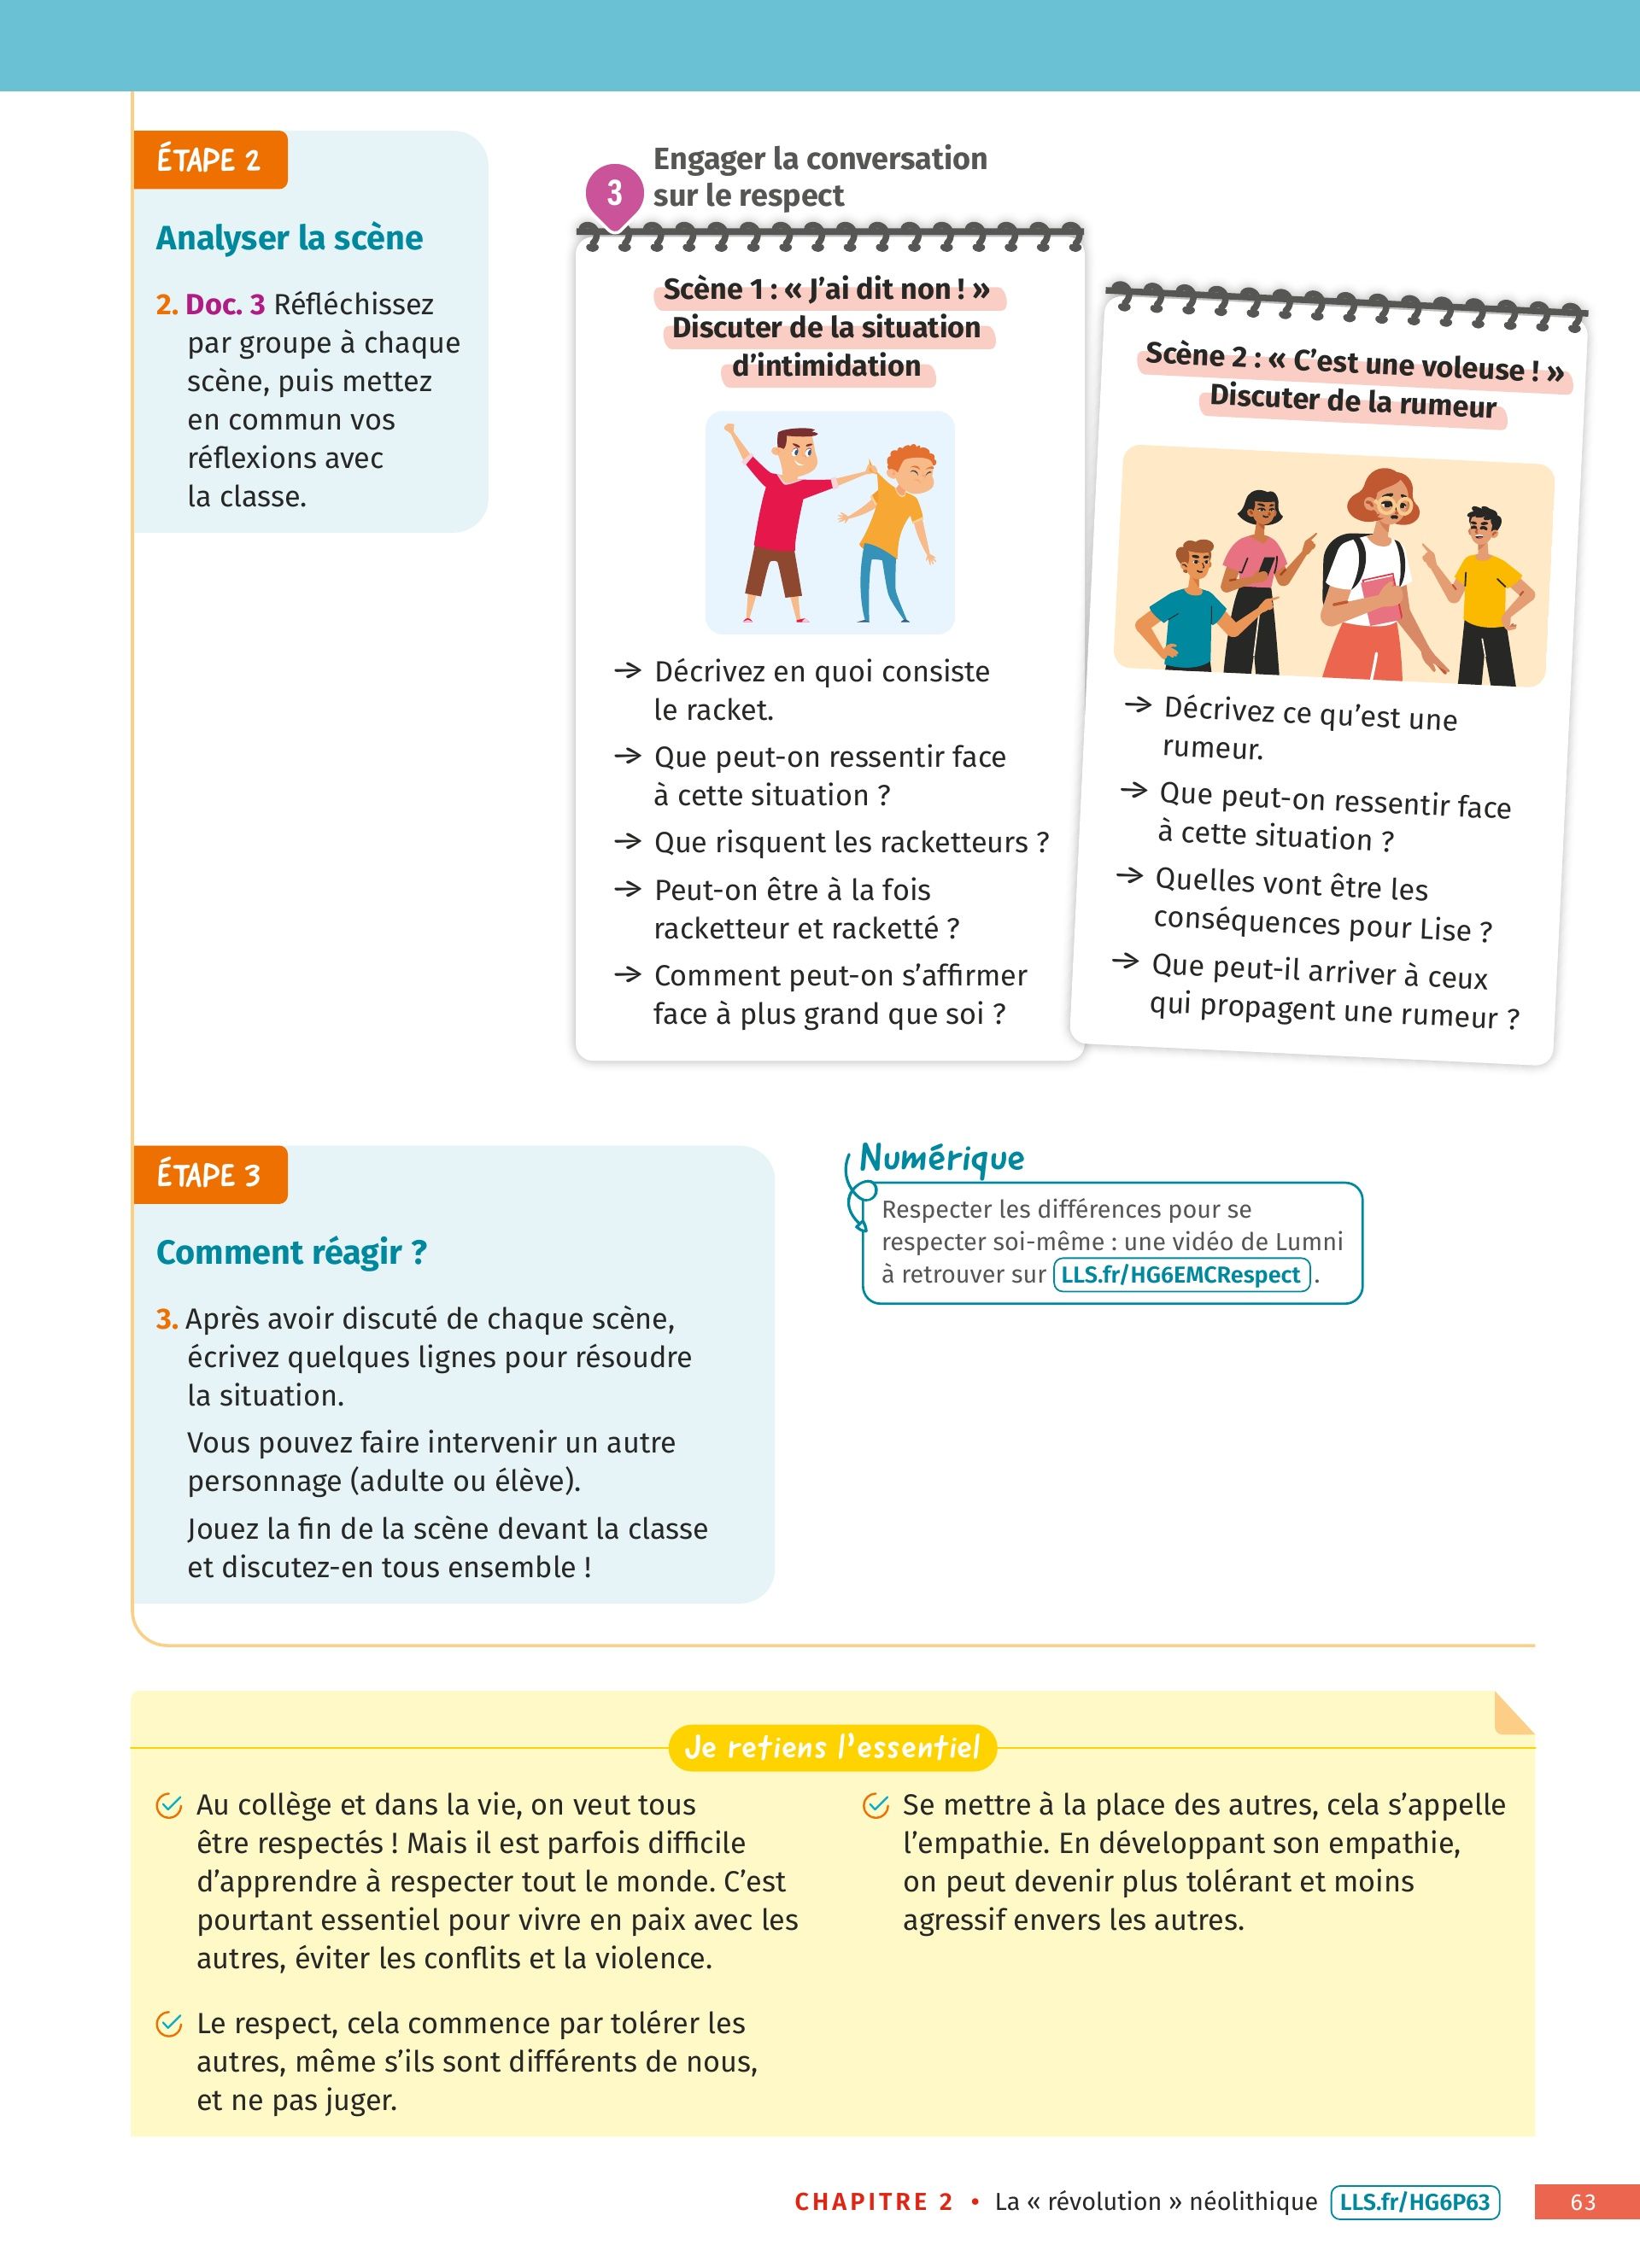 ÉTAPE 2
Analyser la scène
2. Doc. 3 Réfléchissez
par groupe à chaque
scène, puis mettez
en commun vos
réflexions avec
la classe.
3
Engager la conversation
sur le respect
Scène 1 : « J'ai dit non ! »
Discuter de la situation
d'intimidation
→ Décrivez en quoi consiste
le racket.
→ Que peut-on ressentir face
à cette situation ?
→ Que risquent les racketteurs ?
→ Peut-on être à la fois
racketteur et racketté ?
→ Comment peut-on s'affirmer
face à plus grand que soi ?
Scène 2 : « C'est une voleuse ! »
Discuter de la rumeur
→ Décrivez ce qu'est une
rumeur.
→ Que peut-on ressentir face
à cette situation ?
→ Quelles vont être les
conséquences pour Lise ?
→ Que peut-il arriver à ceux
qui propagent une rumeur ?
ÉTAPE 3
Comment réagir ?
3. Après avoir discuté de chaque scène,
écrivez quelques lignes pour résoudre
la situation.
Vous pouvez faire intervenir un autre
personnage (adulte ou élève).
Jouez la fin de la scène devant la classe
et discutez-en tous ensemble !
Numérique
Respecter les différences pour se
respecter soi-même : une vidéo de Lumni
à retrouver sur LLS.fr/HG6EMCRespect .
Je retiens l'essentiel
Au collège et dans la vie, on veut tous
être respectés ! Mais il est parfois difficile
d'apprendre à respecter tout le monde. C'est
pourtant essentiel pour vivre en paix avec les
autres, éviter les conflits et la violence.
Le respect, cela commence par tolérer les
autres, même s'ils sont différents de nous,
et ne pas juger.
Se mettre à la place des autres, cela s'appelle
l'empathie. En développant son empathie,
on peut devenir plus tolérant et moins
agressif envers les autres.
CHAPITRE 2 • La « révolution » néolithique LLS.fr/HG6P63 63